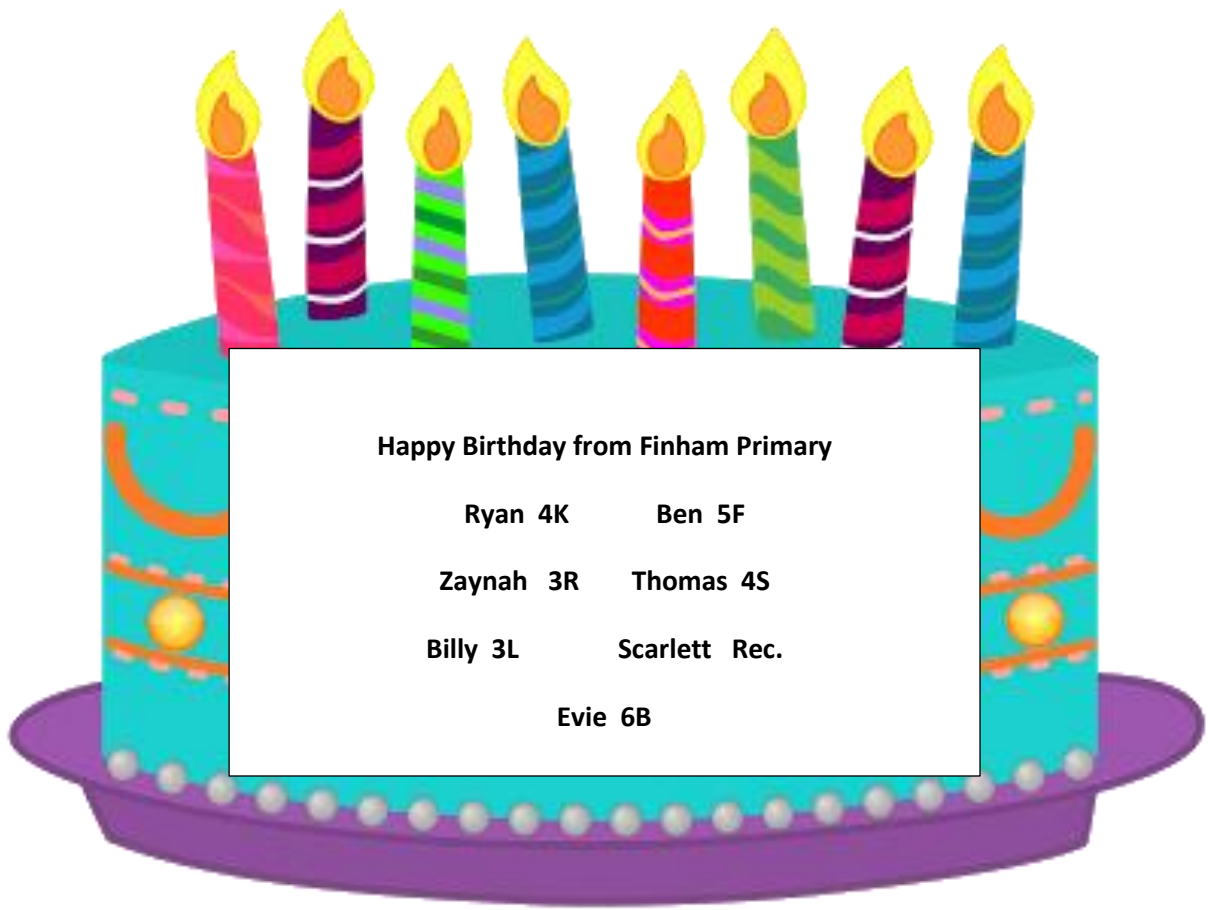 Happy Birthday from Finham Primary
Ryan 4K Ben 5F
Zaynah 3R Thomas 4S
Billy 3L Scarlett Rec.
Evie 6B